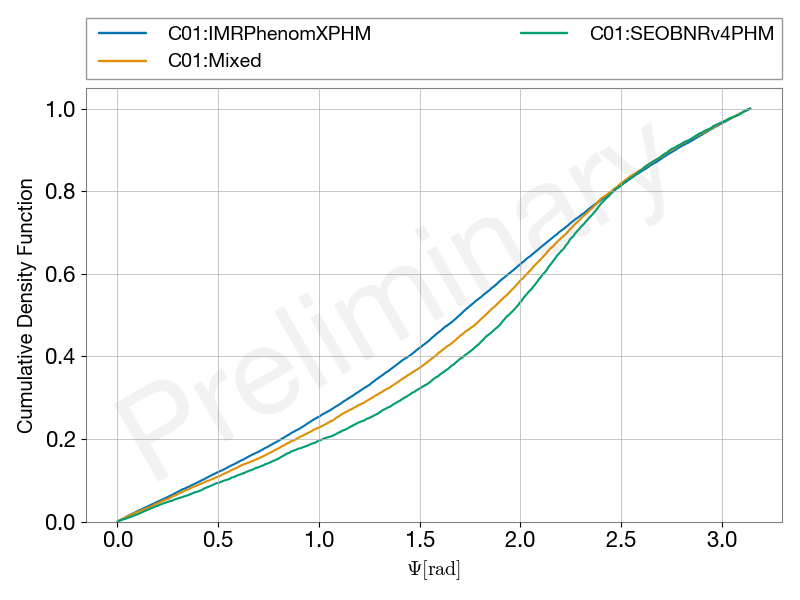 C01:IMRPhenomXPHM
C01:Mixed
C01:SEOBNRv4PHM
Preliminary
Cumulative Density Function
1.0
0.8
0.6
0.4
0.2
0.0
0.0 0.5 1.0 1.5 2.0 2.5 3.0
Ψ[rad]